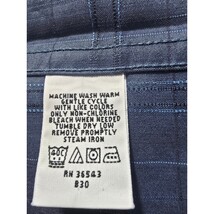 MACHINE WASH WARM
GENTLE CYCLE
WITH LIKE COLORS
ONLY NON-CHLORINE
BLEACH WHEN NEEDED
TUMBLE DRY LOW
REMOVE PROMPTLY
STEAM IRON
RN 36543
B30